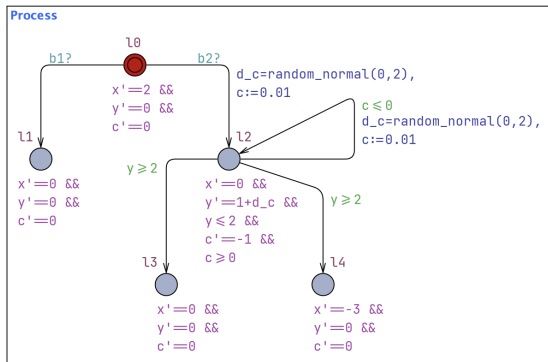 Process
l0
b1?
b2?
x'==2 &&
y'==0 &&
c'==0
d_c=random_normal(0,2),
c:=0.01
c≤0
d_c=random_normal(0,2),
c:=0.01
l1
x'==0 &&
y'==0 &&
c'==0
l2
y≥2
x'==0 &&
y'==1+d_c &&
y≤2 &&
c'==-1 &&
c≥0
y≥2
l3
x'==0 &&
y'==0 &&
c'==0
l4
x'==-3 &&
y'==0 &&
c'==0